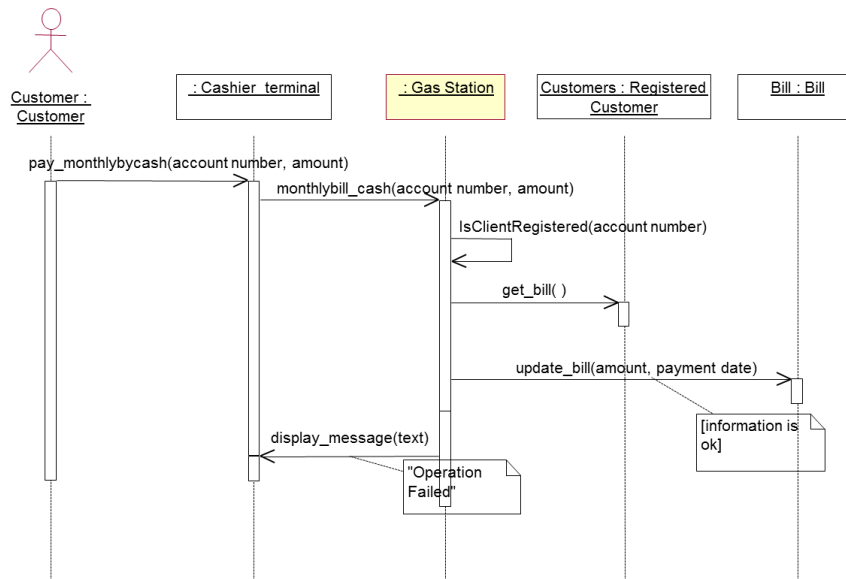 Customer :
Customer
: Cashier_terminal
: Gas Station
Customers : Registered
Customer
Bill : Bill
pay_monthlybycash(account number, amount)
monthlybill_cash(account number, amount)
IsClientRegistered(account number)
get_bill( )
update_bill(amount, payment date)
[information is
ok]
display_message(text)
"Operation
Failed"